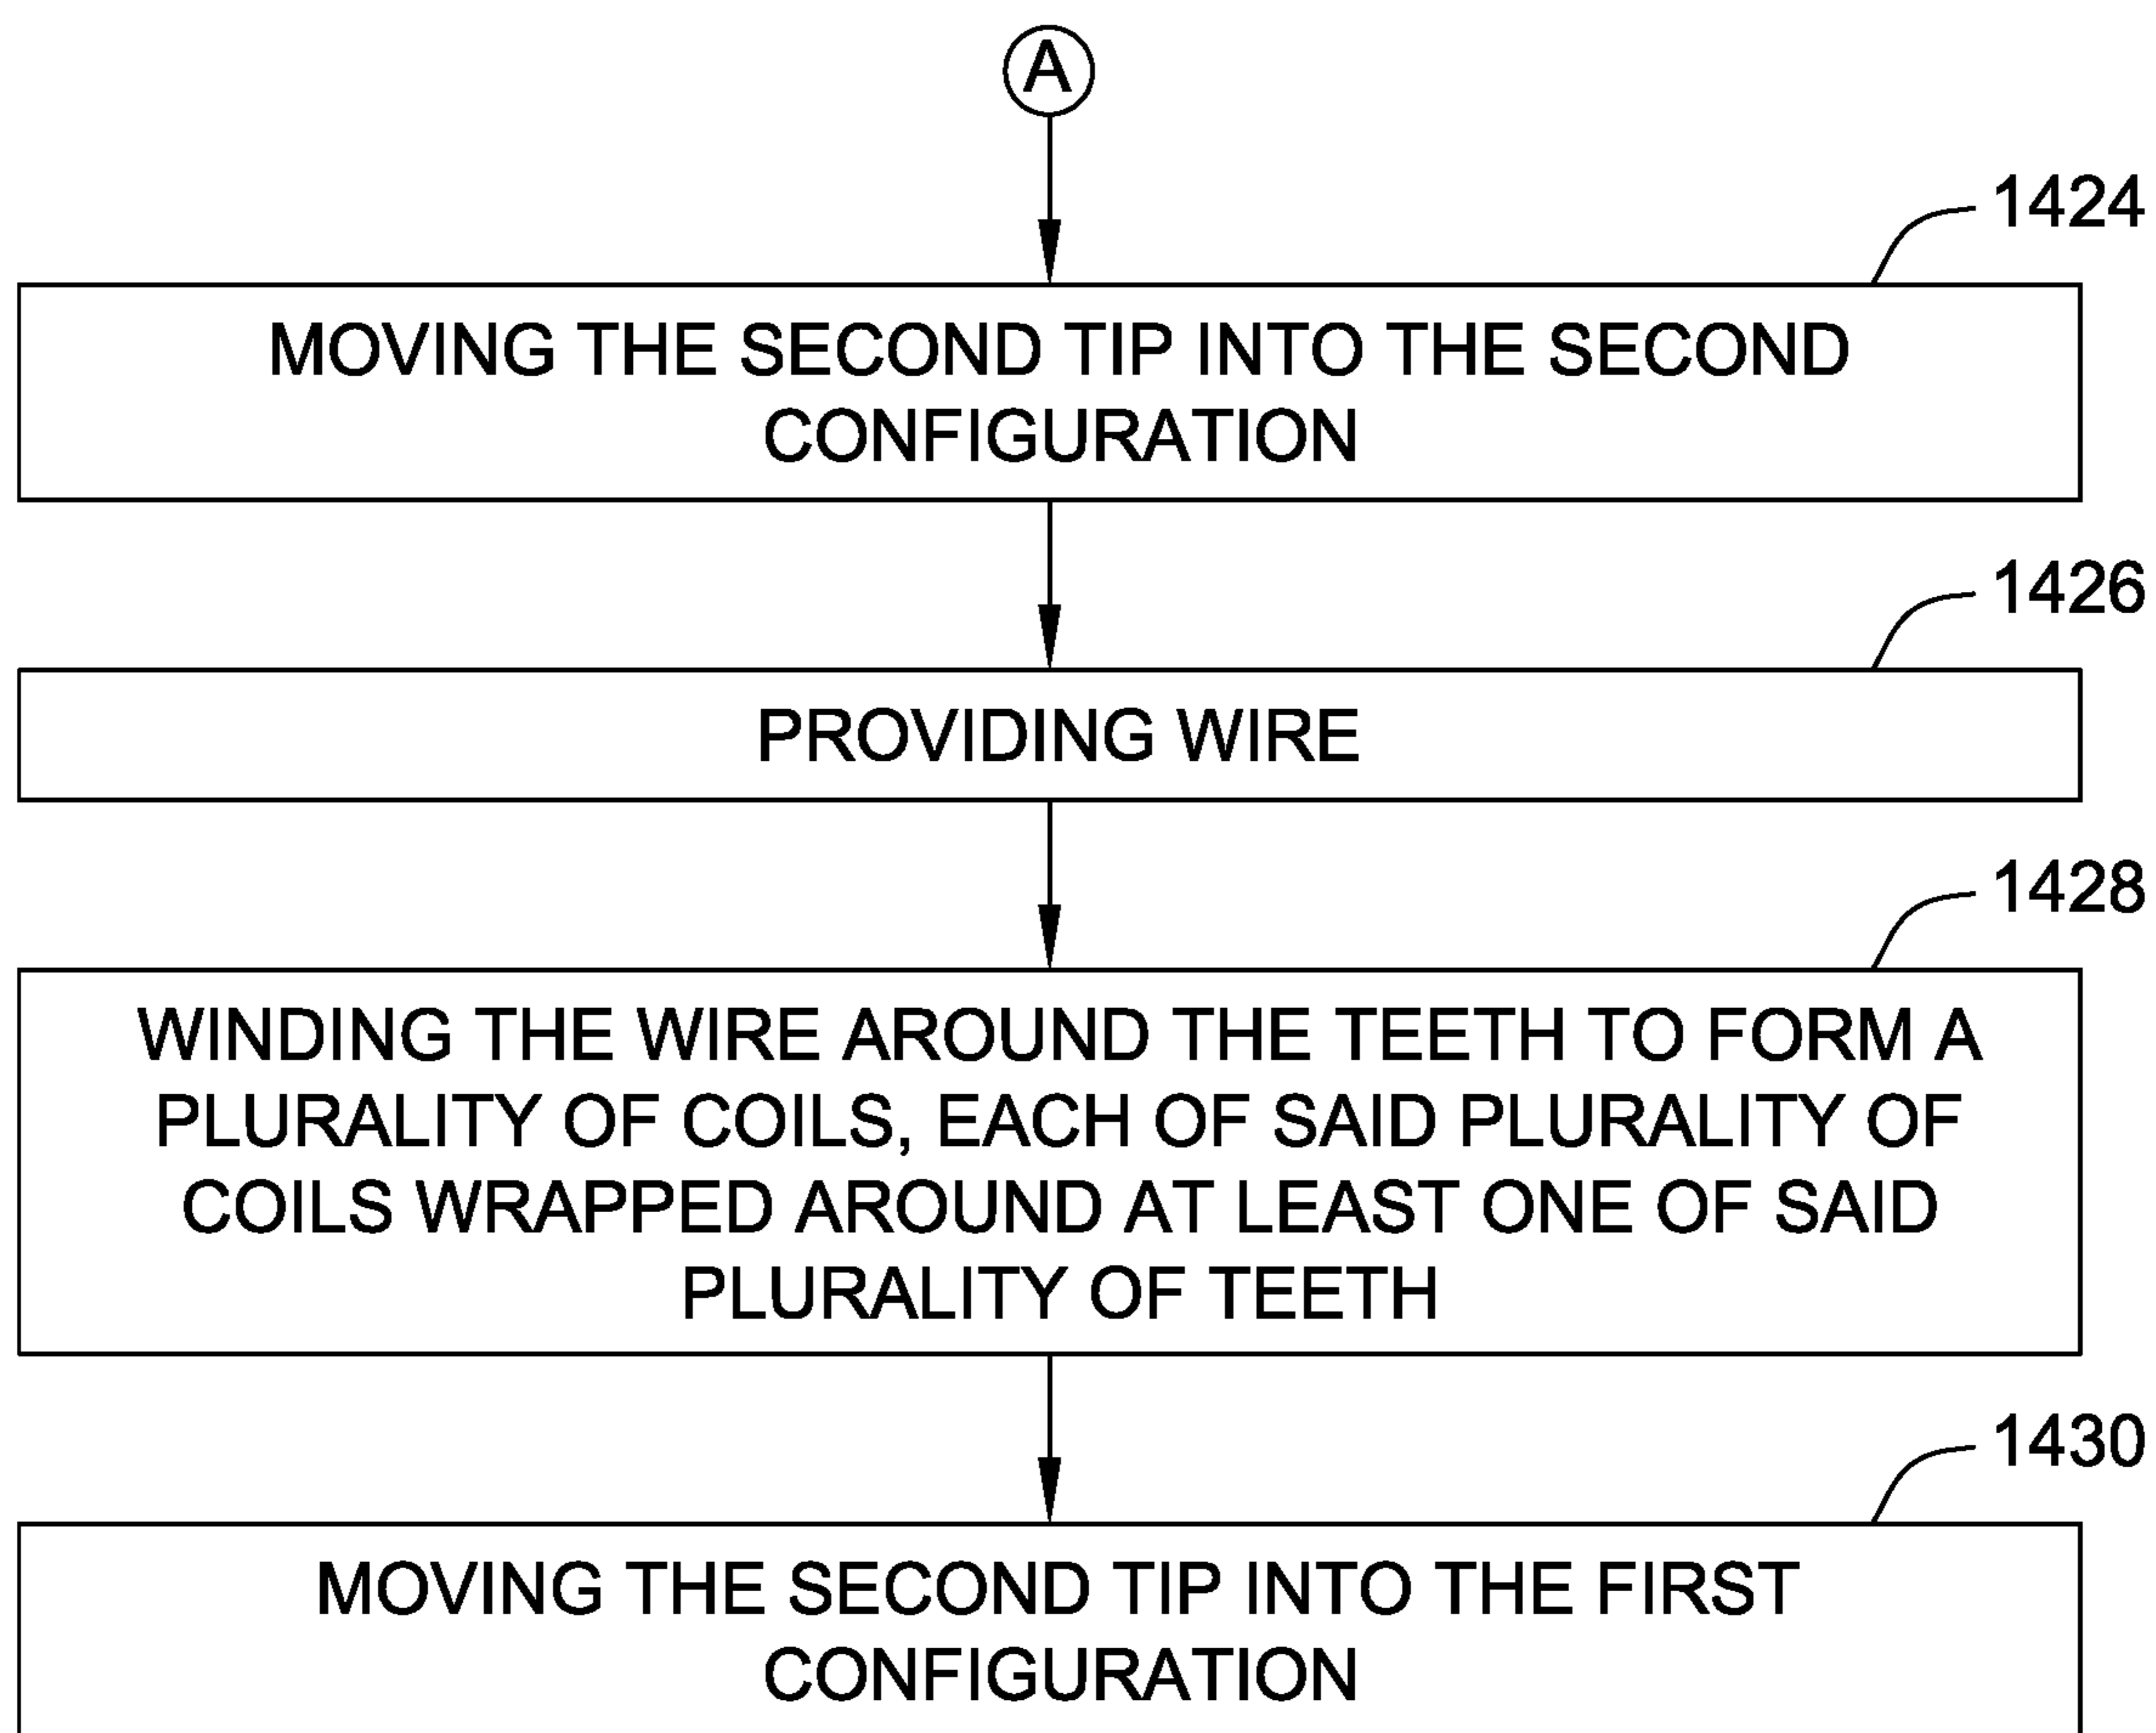 A
1424
MOVING THE SECOND TIP INTO THE SECOND
CONFIGURATION
1426
PROVIDING WIRE
1428
WINDING THE WIRE AROUND THE TEETH TO FORM A
PLURALITY OF COILS, EACH OF SAID PLURALITY OF
COILS WRAPPED AROUND AT LEAST ONE OF SAID
PLURALITY OF TEETH
1430
MOVING THE SECOND TIP INTO THE FIRST
CONFIGURATION